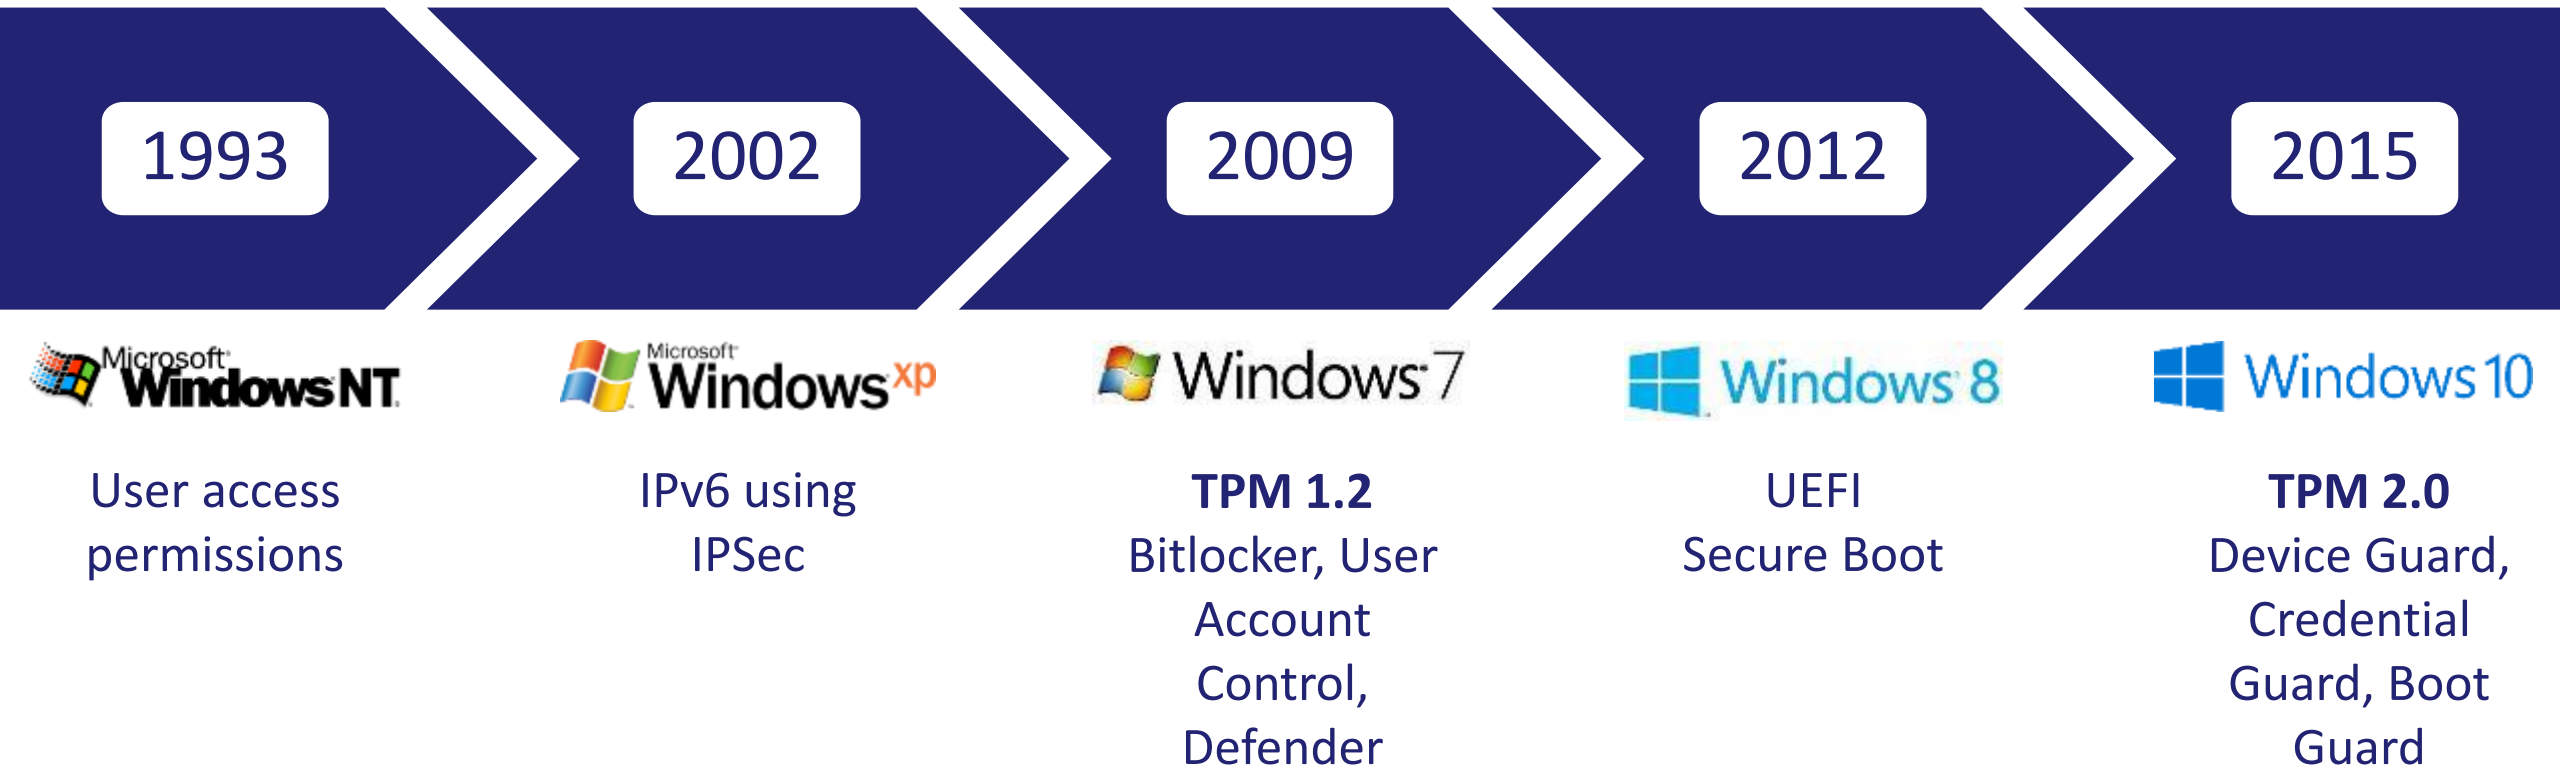 1993
2002
2009
2012
2015
Microsoft
Windows NT
Microsoft
Windows xp
Windows 7
Windows 8
Windows 10
User access
permissions
IPv6 using
IPSec
TPM 1.2
Bitlocker, User
Account
Control,
Defender
UEFI
Secure Boot
TPM 2.0
Device Guard,
Credential
Guard, Boot
Guard